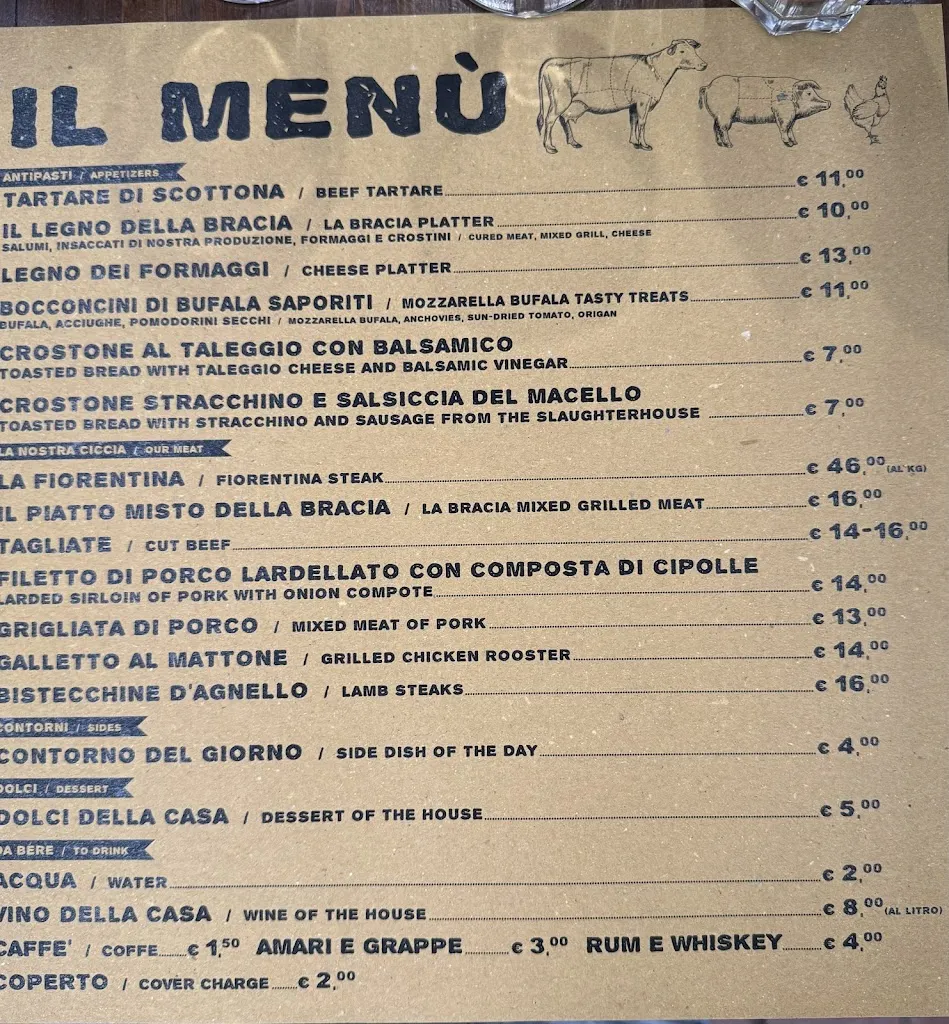 IL MENÙ
ANTIPASTI / APPETIZERS
TARTARE DI SCOTTONA / BEEF TARTARE € 11,00
IL LEGNO DELLA BRACIA / LA BRACIA PLATTER € 10,00
SALUMI, INSACCATI DI NOSTRA PRODUZIONE, FORMAGGI E CROSTINI / CURED MEAT, MIXED GRILL, CHEESE
LEGNO DEI FORMAGGI / CHEESE PLATTER € 13,00
BOCCONCINI DI BUFALA SAPORITI / MOZZARELLA BUFALA TASTY TREATS € 11,00
BUFALA, ACCIUGHE, POMODORINI SECCHI / MOZZARELLA BUFALA, ANCHOVIES, SUN-DRIED TOMATO, ORIGAN
CROSTONE AL TALEGGIO CON BALSAMICO
TOASTED BREAD WITH TALEGGIO CHEESE AND BALSAMIC VINEGAR € 7,00
CROSTONE STRACCHINO E SALSICCIA DEL MACELLO
TOASTED BREAD WITH STRACCHINO AND SAUSAGE FROM THE SLAUGHTERHOUSE € 7,00
LA NOSTRA CICCIA / OUR MEAT
LA FIORENTINA / FIORENTINA STEAK € 46,00 (AL KG)
IL PIATTO MISTO DELLA BRACIA / LA BRACIA MIXED GRILLED MEAT € 16,00
TAGLIATE / CUT BEEF € 14-16,00
FILETTO DI PORCO LARDELLATO CON COMPOSTA DI CIPOLLE
LARDED SIRLOIN OF PORK WITH ONION COMPOTE € 14,00
GRIGLIATA DI PORCO / MIXED MEAT OF PORK € 13,00
GALLETTO AL MATTONE / GRILLED CHICKEN ROOSTER € 14,00
BISTECCHINE D'AGNELLO / LAMB STEAKS € 16,00
CONTORNI / SIDES
CONTORNO DEL GIORNO / SIDE DISH OF THE DAY € 4,00
DOLCI / DESSERT
DOLCI DELLA CASA / DESSERT OF THE HOUSE € 5,00
DA BERE / TO DRINK
ACQUA / WATER € 2,00
VINO DELLA CASA / WINE OF THE HOUSE € 8,00 (AL LITRO)
CAFFE' / COFFE € 1,50 AMARI E GRAPPE € 3,00 RUM E WHISKEY € 4,00
COPERTO / COVER CHARGE € 2,00